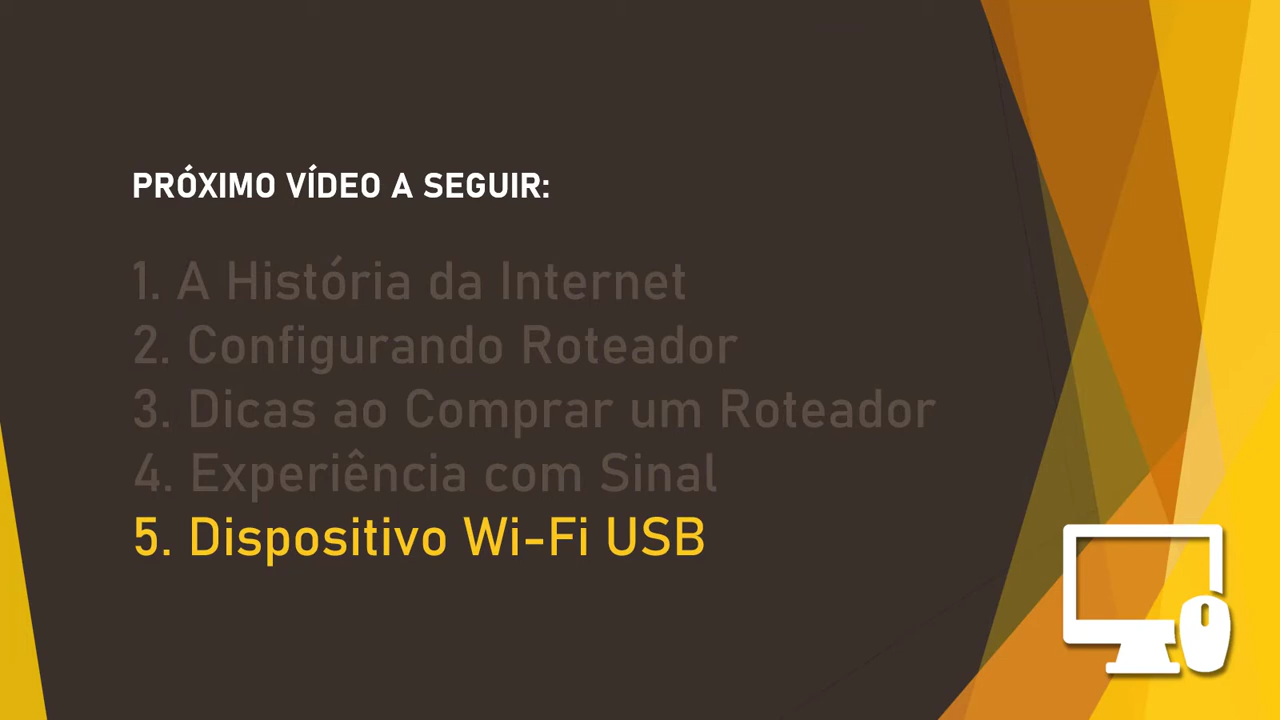 PRÓXIMO VÍDEO A SEGUIR:
1. A História da Internet
2. Configurando Roteador
3. Dicas ao Comprar um Roteador
4. Experiência com Sinal
5. Dispositivo Wi-Fi USB